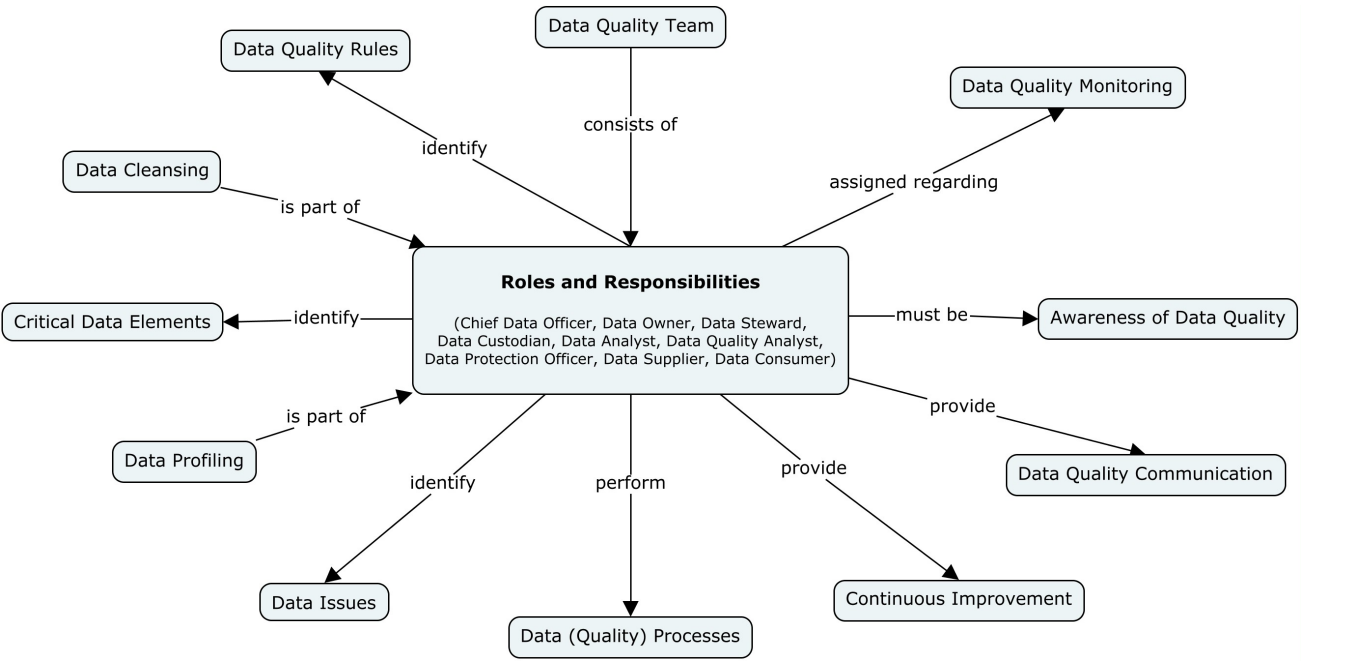 Data Quality Team
Data Quality Rules
Data Quality Monitoring
consists of
identify
Data Cleansing
assigned regarding
is part of
Roles and Responsibilities
(Chief Data Officer, Data Owner, Data Steward,
Data Custodian, Data Analyst, Data Quality Analyst,
Data Protection Officer, Data Supplier, Data Consumer)
Critical Data Elements
identify
must be
Awareness of Data Quality
is part of
provide
Data Profiling
identify
perform
provide
Data Quality Communication
Data Issues
Continuous Improvement
Data (Quality) Processes